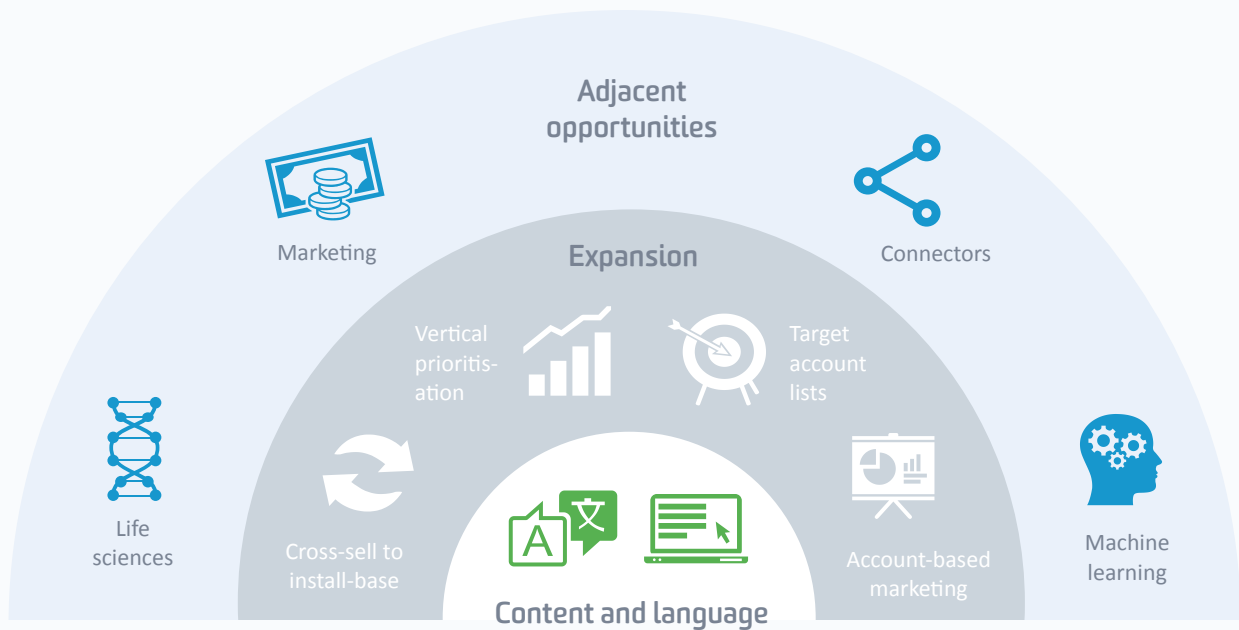 Adjacent
opportunities
Marketing
Connectors
Expansion
Vertical
prioritis-
ation
Target
account
lists
Life
sciences
Cross-sell to
install-base
A
文
Account-based
marketing
Machine
learning
Content and language